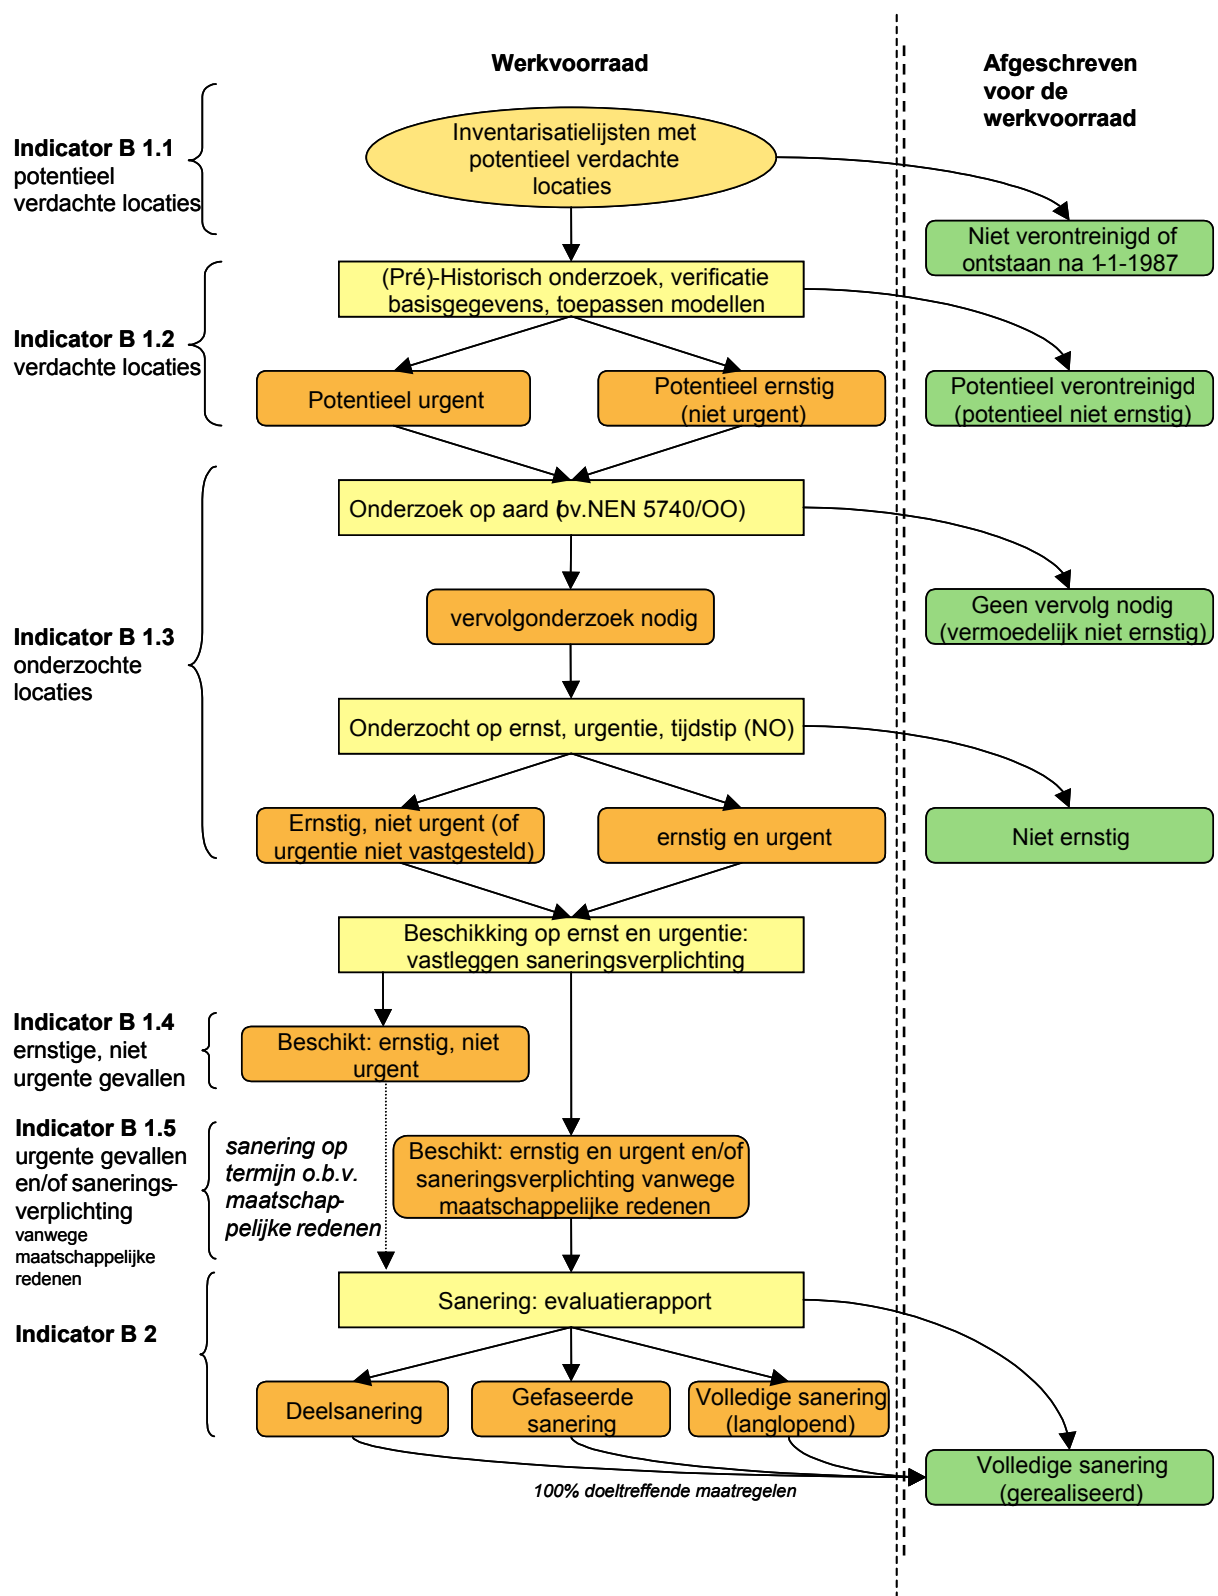 Werkvoorraad
Afgeschreven
voor de
werkvoorraad
Indicator B 1.1
potentieel
verdachte locaties
Inventarisatielijsten met
potentieel verdachte
locaties
Niet verontreinigd of
ontstaan na 1-1-1987
Indicator B 1.2
verdachte locaties
(Pré)-Historisch onderzoek, verificatie
basisgegevens, toepassen modellen
Potentieel urgent
Potentieel ernstig
(niet urgent)
Potentieel verontreinigd
(potentieel niet ernstig)
Indicator B 1.3
onderzochte
locaties
Onderzoek op aard (bv.NEN 5740/OO)
vervolgonderzoek nodig
Geen vervolg nodig
(vermoedelijk niet ernstig)
Onderzocht op ernst, urgentie, tijdstip (NO)
Ernstig, niet urgent (of
urgentie niet vastgesteld)
ernstig en urgent
Niet ernstig
Beschikking op ernst en urgentie:
vastleggen saneringsverplichting
Indicator B 1.4
ernstige, niet
urgente gevallen
Beschikt: ernstig, niet
urgent
Indicator B 1.5
urgente gevallen
en/of sanerings-
verplichting
vanwege
maatschappelijke
redenen
sanering op
termijn o.b.v.
maatschap-
pelijke redenen
Beschikt: ernstig en urgent en/of
saneringsverplichting vanwege
maatschappelijke redenen
Indicator B 2
Sanering: evaluatierapport
Deelsanering
Gefaseerde
sanering
Volledige sanering
(langlopend)
100% doeltreffende maatregelen
Volledige sanering
(gerealiseerd)